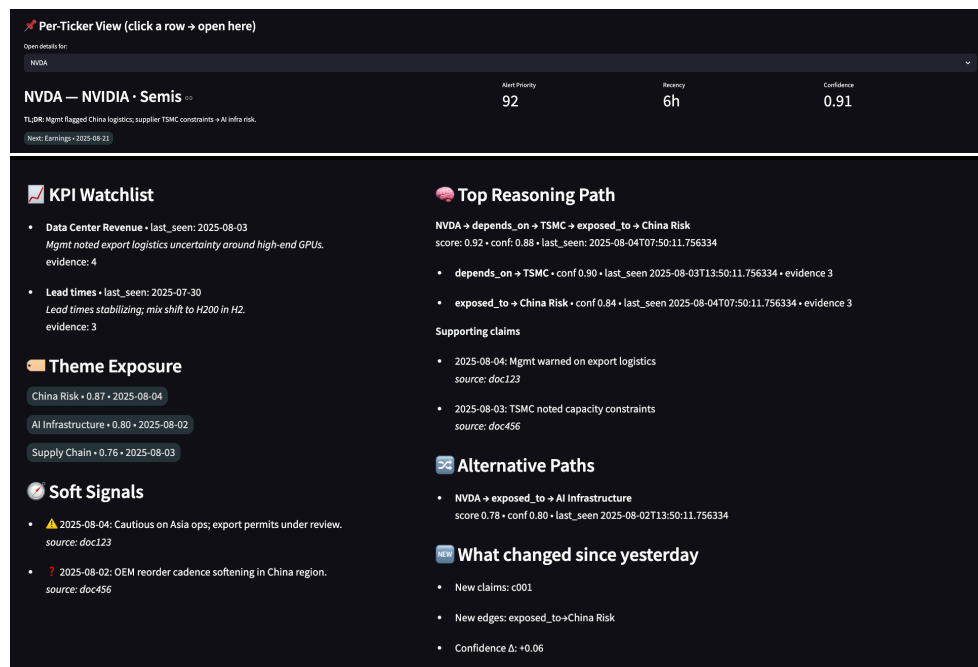 Per-Ticker View (click a row → open here)
Open details for:
NVDA
NVDA — NVIDIA · Semis
TL;DR: Mgmt flagged China logistics; supplier TSMC constraints → AI infra risk.
Next: Earnings • 2025-08-21
Alert Priority
92
Recency
6h
Confidence
0.91
KPI Watchlist
• Data Center Revenue • last_seen: 2025-08-03
Mgmt noted export logistics uncertainty around high-end GPUs.
evidence: 4
• Lead times • last_seen: 2025-07-30
Lead times stabilizing; mix shift to H200 in H2.
evidence: 3
Theme Exposure
China Risk • 0.87 • 2025-08-04
AI Infrastructure • 0.80 • 2025-08-02
Supply Chain • 0.76 • 2025-08-03
Soft Signals
• ⚠️ 2025-08-04: Cautious on Asia ops; export permits under review.
source: doc123
• ❓ 2025-08-02: OEM reorder cadence softening in China region.
source: doc456
Top Reasoning Path
NVDA → depends_on → TSMC → exposed_to → China Risk
score: 0.92 • conf: 0.88 • last_seen: 2025-08-04T07:50:11.756334
• depends_on → TSMC • conf 0.90 • last_seen 2025-08-03T13:50:11.756334 • evidence 3
• exposed_to → China Risk • conf 0.84 • last_seen 2025-08-04T07:50:11.756334 • evidence 3
Supporting claims
• 2025-08-04: Mgmt warned on export logistics
source: doc123
• 2025-08-03: TSMC noted capacity constraints
source: doc456
Alternative Paths
• NVDA → exposed_to → AI Infrastructure
score 0.78 • conf 0.80 • last_seen 2025-08-02T13:50:11.756334
NEW What changed since yesterday
• New claims: c001
• New edges: exposed_to→China Risk
• Confidence Δ: +0.06